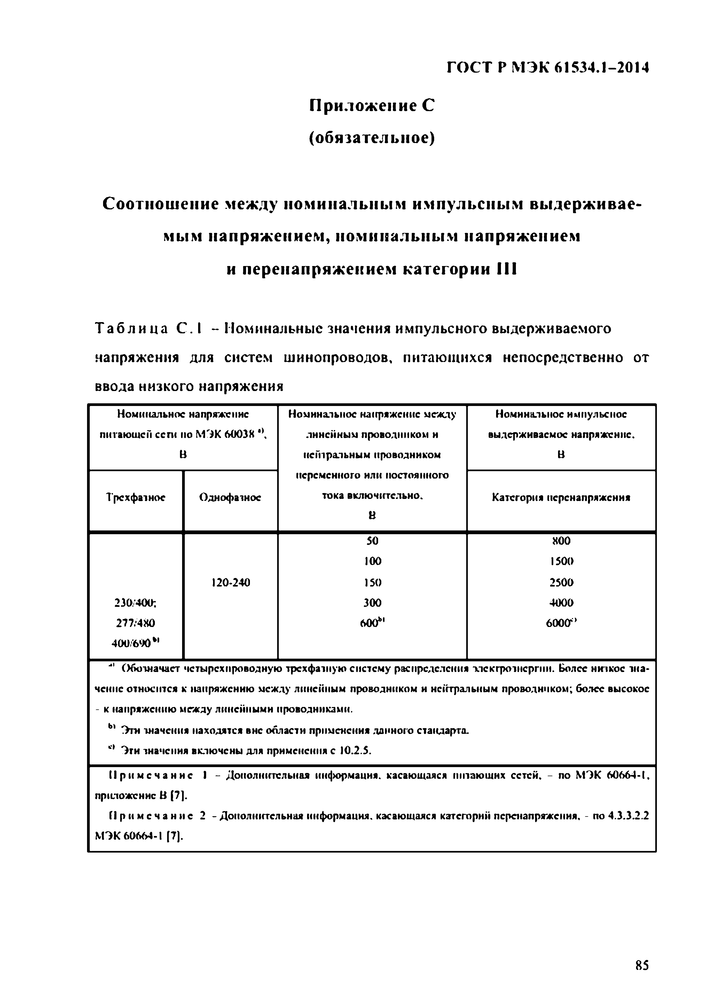 ГОСТ Р МЭК 61534.1–2014
Приложение С
(обязательное)
Соотношение между номинальным импульсным выдерживае-
мым напряжением, номинальным напряжением
и перенапряжением категории III
Таблица С.1 – Номинальные значения импульсного выдерживаемого
напряжения для систем шинопроводов, питающихся непосредственно от
ввода низкого напряжения
Номинальное напряжение
питающей сети по МЭК 60038 a),
В
Номинальное напряжение между
линейным проводником и
нейтральным проводником
переменного или постоянного
тока включительно,
В
Номинальное импульсное
выдерживаемое напряжение,
В
Трехфазное
Однофазное
Категория перенапряжения
50
800
100
1500
120-240
150
2500
230/400;
300
4000
277/480
600b)
6000c)
400/690 b)
a) Обозначает четырехпроводную трехфазную систему распределения электроэнергии. Более низкое зна-
чение относится к напряжению между линейным проводником и нейтральным проводником; более высокое
- к напряжению между линейными проводниками.
b) Эти значения находятся вне области применения данного стандарта.
c) Эти значения включены для применения с 10.2.5.
Примечание 1 – Дополнительная информация, касающаяся питающих сетей, – по МЭК 60664-1,
приложение В [7].
Примечание 2 – Дополнительная информация, касающаяся категорий перенапряжения, – по 4.3.3.2.2
МЭК 60664-1 [7].
85